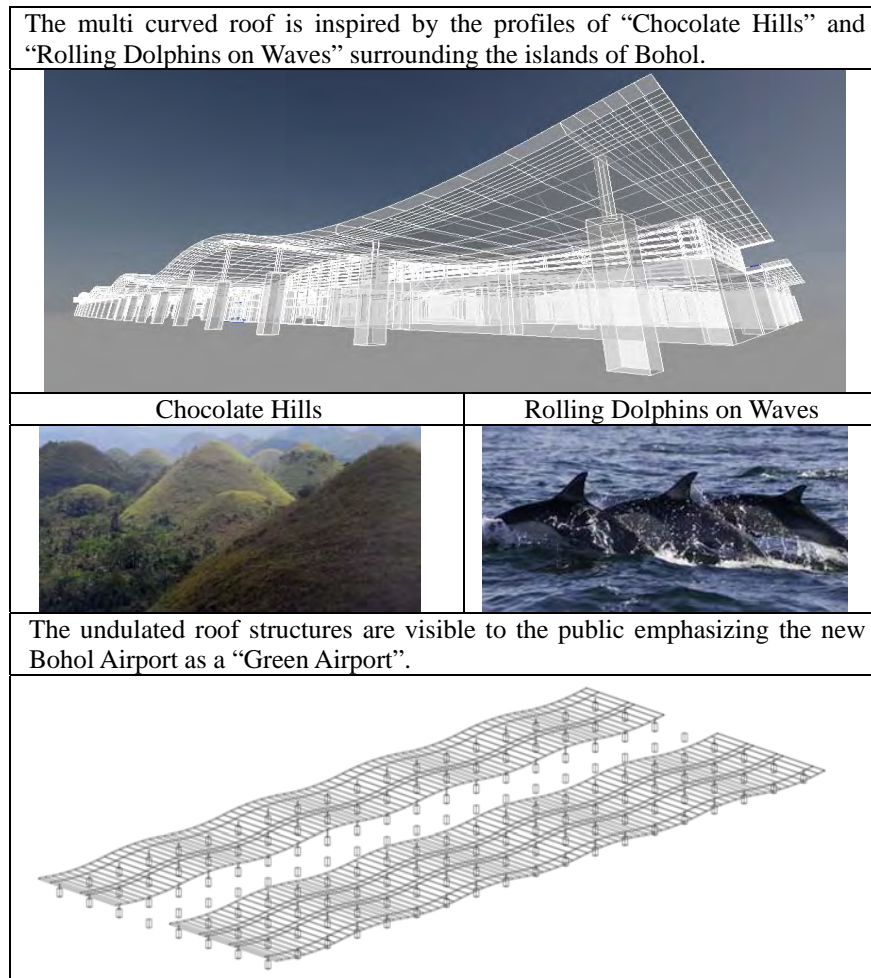 The multi curved roof is inspired by the profiles of “Chocolate Hills” and
“Rolling Dolphins on Waves” surrounding the islands of Bohol.
Chocolate Hills
Rolling Dolphins on Waves
The undulated roof structures are visible to the public emphasizing the new
Bohol Airport as a “Green Airport”.